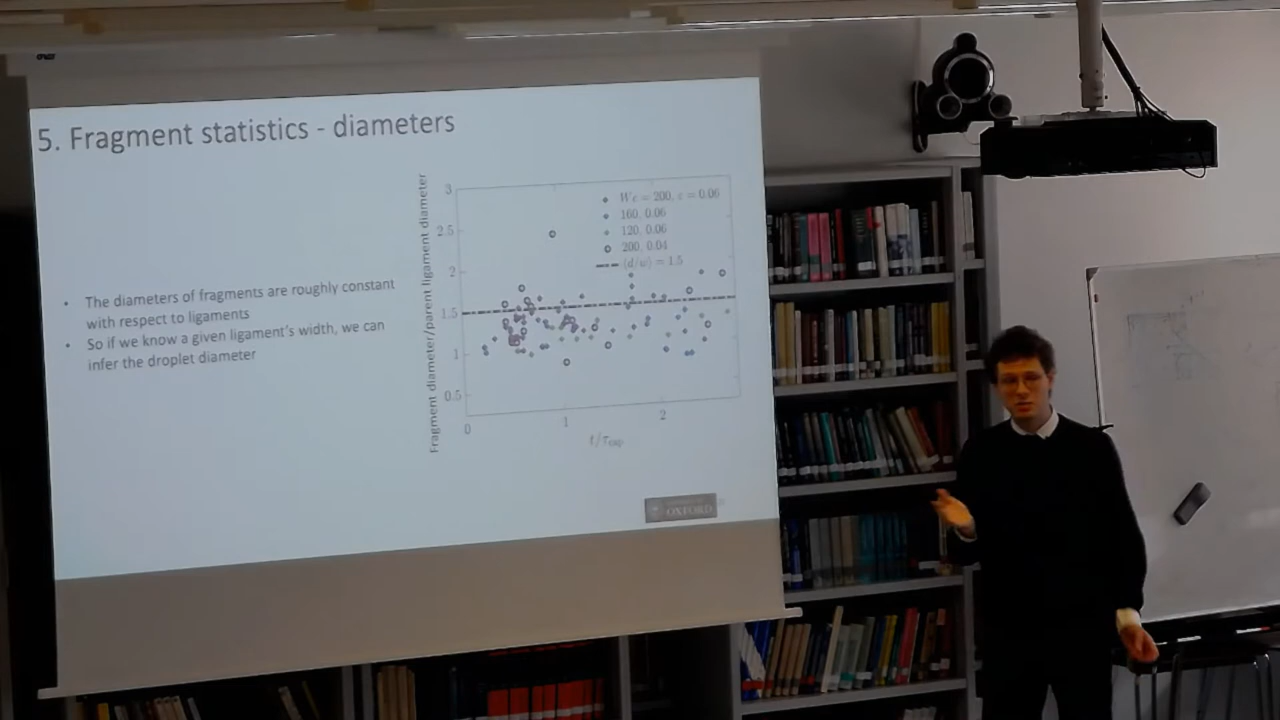 5. Fragment statistics - diameters
• The diameters of fragments are roughly constant
with respect to ligaments
• So if we know a given ligament's width, we can
infer the droplet diameter
Fragment diameter/parent ligament diameter
3
2.5
2
1.5
1
0.5
0
1
2
We = 200, ε = 0.06
160, 0.06
120, 0.06
200, 0.04
⟨d/w⟩ = 1.5
OXFORD